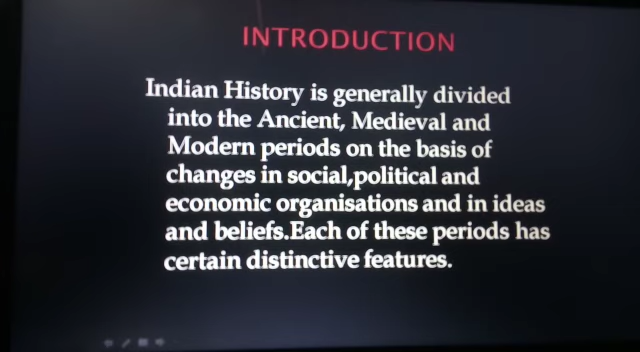 INTRODUCTION
Indian History is generally divided
into the Ancient, Medieval and
Modern periods on the basis of
changes in social,political and
economic organisations and in ideas
and beliefs.Each of these periods has
certain distinctive features.